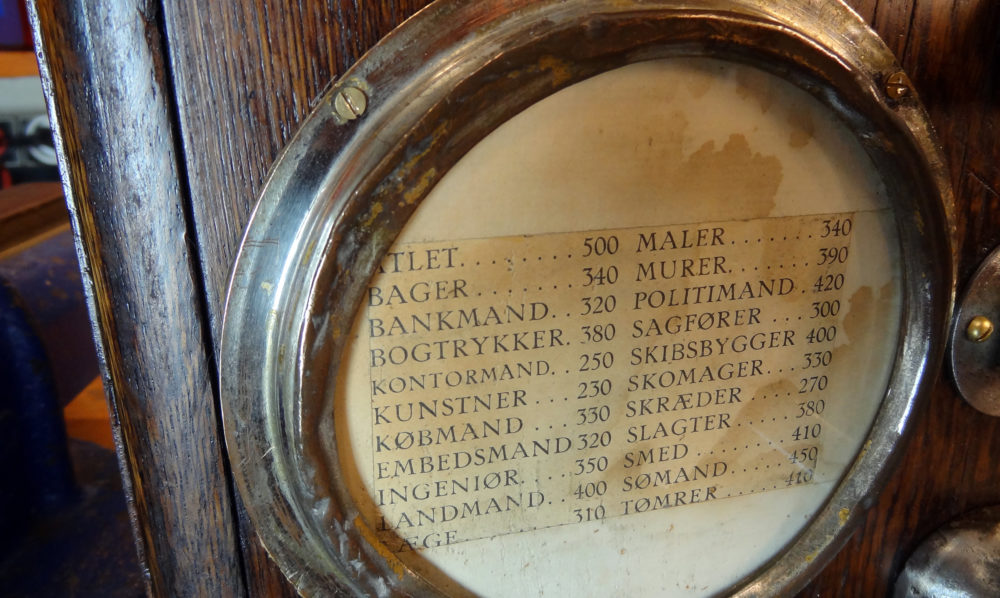 ATLET. . . . . . . . . 500
BAGER . . . . . . . . 340
BANKMAND. . 320
BOGTRYKKER. 380
KONTORMAND. . 250
KUNSTNER . . . 230
KØBMAND . . . 330
EMBEDSMAND 320
INGENIØR. . . . 350
LANDMAND. . 400
LÆGE . . . . . . . . 310
MALER . . . . . . . 340
MURER. . . . . . . 390
POLITIMAND . 420
SAGFØRER . . . 300
SKIBSBYGGER 400
SKOMAGER. . . 330
SKRÆDER . . . . 270
SLAGTER . . . . . 380
SMED . . . . . . . . 410
SØMAND . . . . . 450
TØMRER . . . . . 410